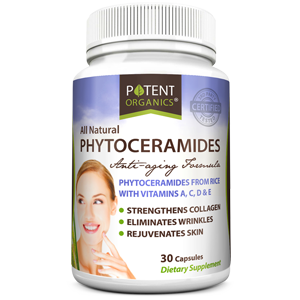 POTENT
ORGANICS®
CERTIFIED
All Natural
PHYTOCERAMIDES
Anti-aging Formula
PHYTOCERAMIDES FROM RICE
WITH VITAMINS A, C, D & E
STRENGTHENS COLLAGEN
ELIMINATES WRINKLES
REJUVENATES SKIN
30 Capsules
Dietary Supplement